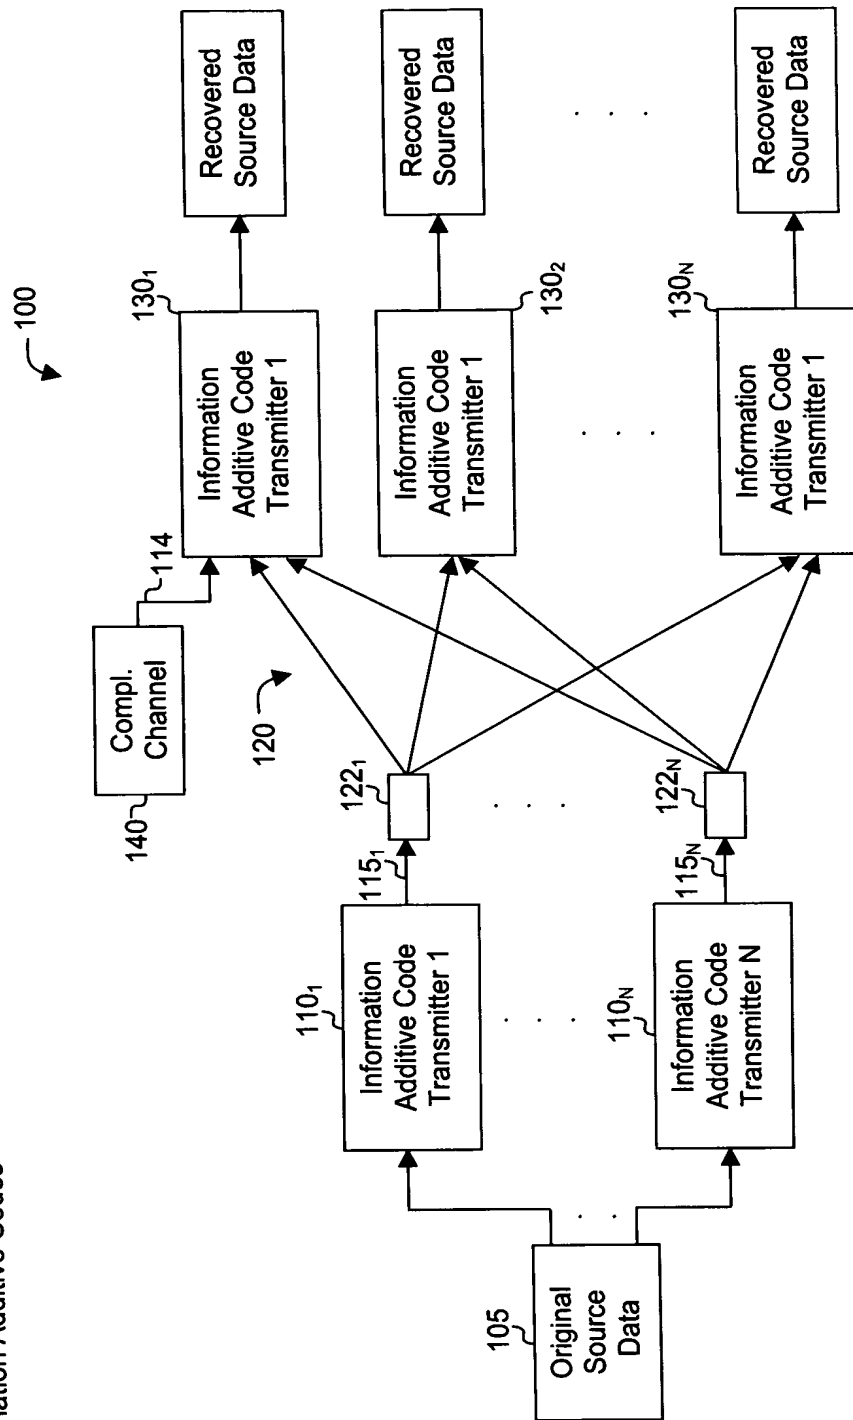 Additive Codes
100
140
Compl.
Channel
114
120
130₁
Information
Additive Code
Transmitter 1
Recovered
Source Data
110₁
Information
Additive Code
Transmitter 1
115₁
122₁
130₂
Information
Additive Code
Transmitter 1
Recovered
Source Data
105
Original
Source
Data
110N
Information
Additive Code
Transmitter N
115N
122N
130N
Information
Additive Code
Transmitter 1
Recovered
Source Data